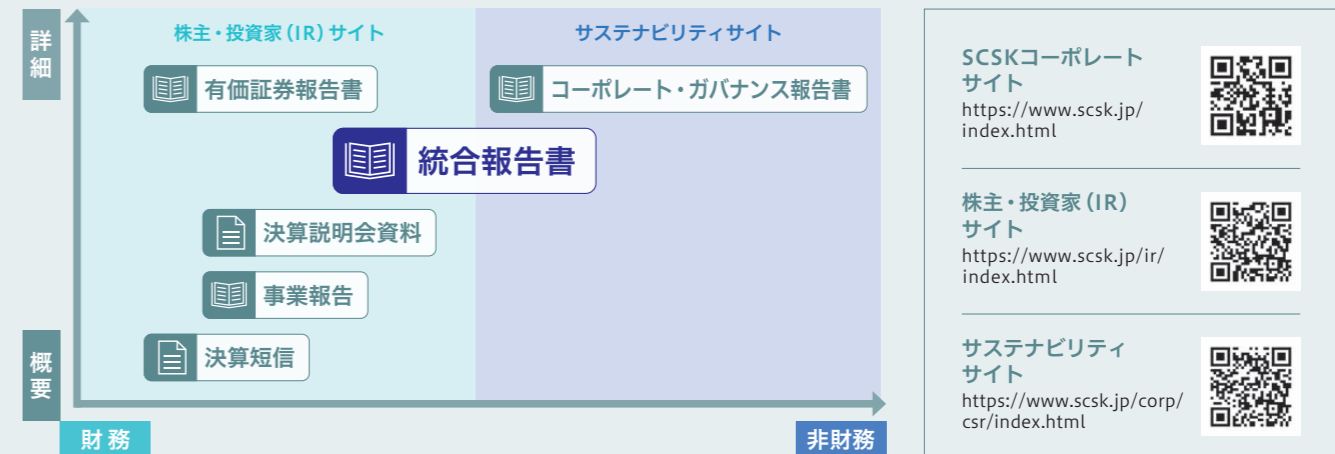 詳細
株主・投資家（IR）サイト
サステナビリティサイト
有価証券報告書
コーポレート・ガバナンス報告書
統合報告書
決算説明会資料
事業報告
決算短信
概要
財務
非財務
SCSKコーポレート
サイト
https://www.scsk.jp/
index.html
株主・投資家（IR）
サイト
https://www.scsk.jp/ir/
index.html
サステナビリティ
サイト
https://www.scsk.jp/corp/
csr/index.html